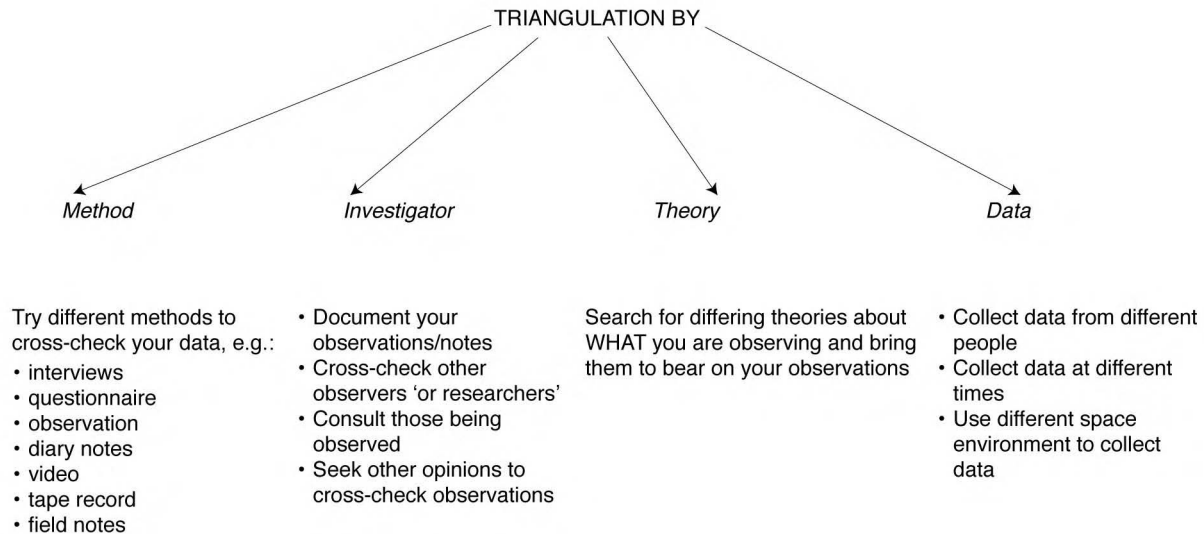 TRIANGULATION BY
Method
Investigator
Theory
Data
Try different methods to
cross-check your data, e.g.:
• interviews
• questionnaire
• observation
• diary notes
• video
• tape record
• field notes
• Document your
observations/notes
• Cross-check other
observers ‘or researchers’
• Consult those being
observed
• Seek other opinions to
cross-check observations
Search for differing theories about
WHAT you are observing and bring
them to bear on your observations
• Collect data from different
people
• Collect data at different
times
• Use different space
environment to collect
data